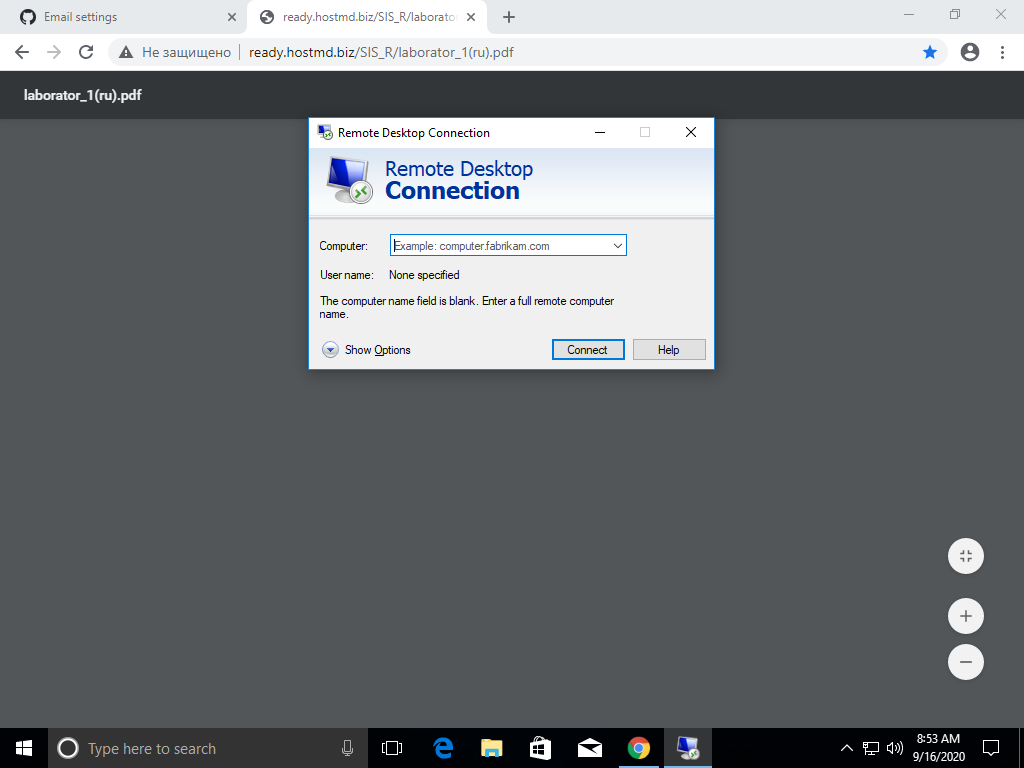 Email settings
ready.hostmd.biz/SIS_R/laborato
Не защищено
ready.hostmd.biz/SIS_R/laborator_1(ru).pdf
laborator_1(ru).pdf
Remote Desktop Connection
Remote Desktop
Connection
Computer:
Example: computer.fabrikam.com
User name:
None specified
The computer name field is blank. Enter a full remote computer
name.
Show Options
Connect
Help
Type here to search
8:53 AM
9/16/2020